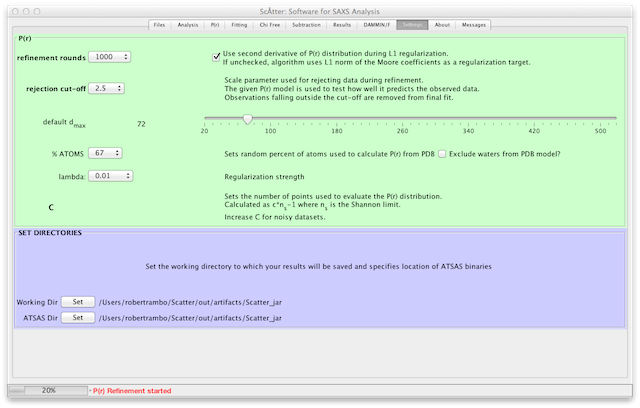 ScÅtter: Software for SAXS Analysis
Files Analysis P(r) Fitting Chi Free Subtraction Results DAMMIN/F Settings About Messages
P(r)
refinement rounds 1000 Use second derivative of P(r) distribution during L1 regularization.
If unchecked, algorithm uses L1 norm of the Moore coefficients as a regularization target.
Scale parameter used for rejecting data during refinement.
rejection cut-off 2.5 The given P(r) model is used to test how well it predicts the observed data.
Observations falling outside the cut-off are removed from final fit.
default dmax 72
20 100 180 260 340 420 520
% ATOMS 67 Sets random percent of atoms used to calculate P(r) from PDB Exclude waters from PDB model?
lambda: 0.01 Regularization strength
Sets the number of points used to evaluate the P(r) distribution.
C Calculated as c*ns-1 where ns is the Shannon limit.
Increase C for noisy datasets.
SET DIRECTORIES
Set the working directory to which your results will be saved and specifies location of ATSAS binaries
Working Dir Set /Users/robertrambo/Scatter/out/artifacts/Scatter_jar
ATSAS Dir Set /Users/robertrambo/Scatter/out/artifacts/Scatter_jar
20% P(r) Refinement started